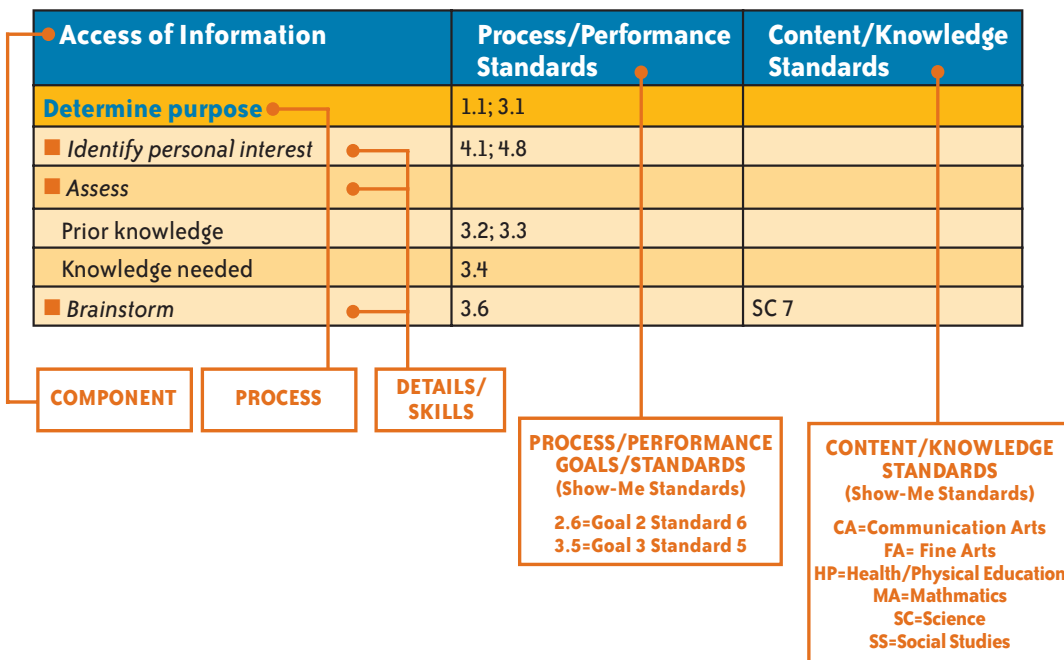 Access of Information
Process/Performance
Standards
Content/Knowledge
Standards
Determine purpose
1.1; 3.1
■ Identify personal interest
4.1; 4.8
■ Assess
Prior knowledge
3.2; 3.3
Knowledge needed
3.4
■ Brainstorm
3.6
SC 7
COMPONENT
PROCESS
DETAILS/
SKILLS
PROCESS/PERFORMANCE
GOALS/STANDARDS
(Show-Me Standards)
2.6=Goal 2 Standard 6
3.5=Goal 3 Standard 5
CONTENT/KNOWLEDGE
STANDARDS
(Show-Me Standards)
CA=Communication Arts
FA= Fine Arts
HP=Health/Physical Education
MA=Mathmatics
SC=Science
SS=Social Studies